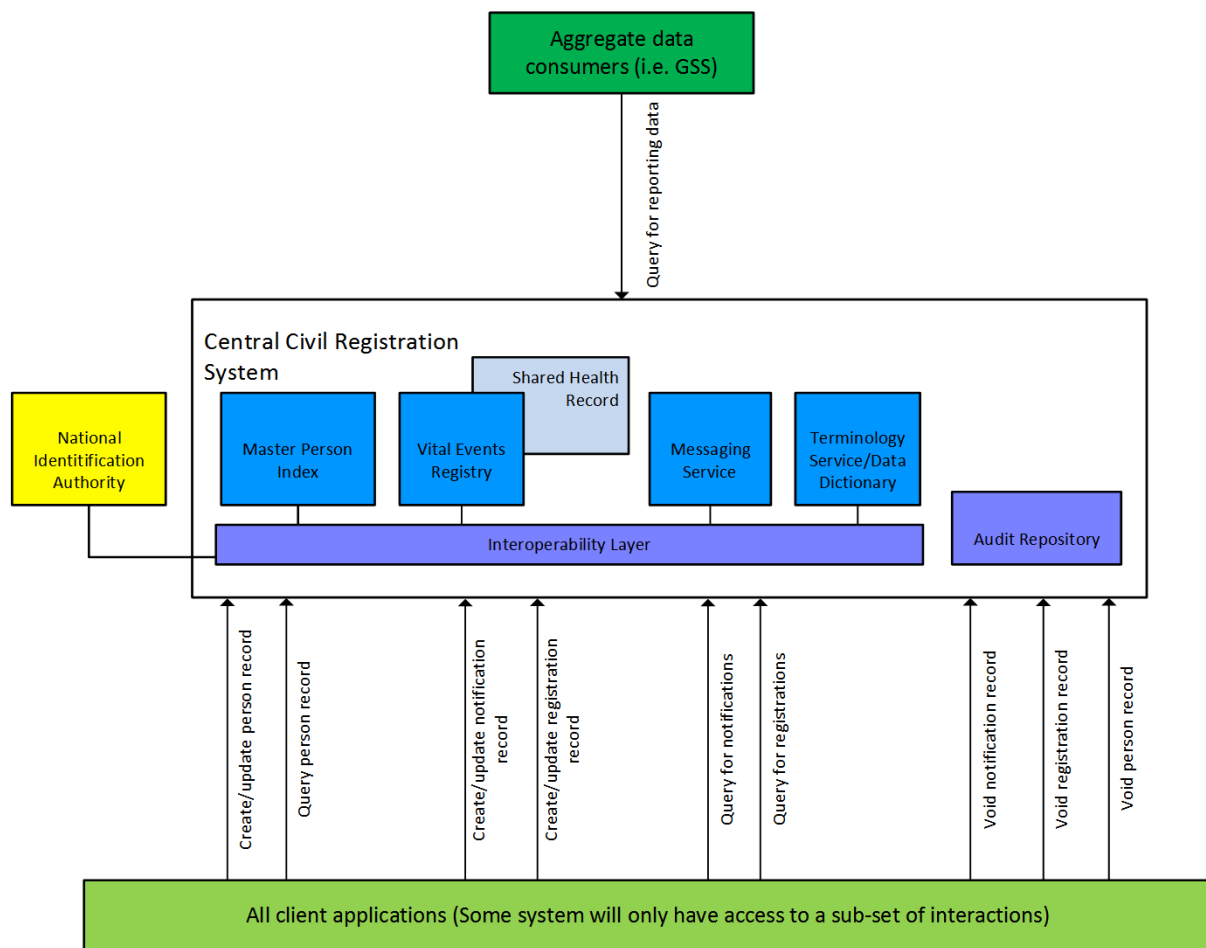 Aggregate data
consumers (i.e. GSS)
Query for reporting data
Central Civil Registration
System
Shared Health
Record
National
Identitification
Authority
Master Person
Index
Vital Events
Registry
Messaging
Service
Terminology
Service/Data
Dictionary
Interoperability Layer
Audit Repository
Create/update person record
Query person record
Create/update notification
record
Create/update registration
record
Query for notifications
Query for registrations
Void notification record
Void registration record
Void person record
All client applications (Some system will only have access to a sub-set of interactions)